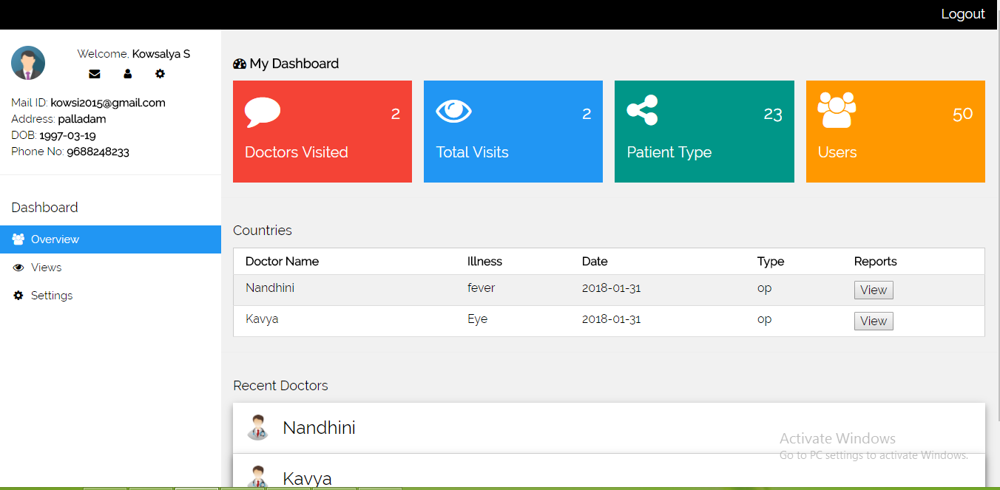 Logout
Welcome, Kowsalya S
Mail ID: kowsi2015@gmail.com
Address: palladam
DOB: 1997-03-19
Phone No: 9688248233
Dashboard
Overview
Views
Settings
My Dashboard
2
Doctors Visited
2
Total Visits
23
Patient Type
50
Users
Countries
Doctor Name Illness Date Type Reports
Nandhini fever 2018-01-31 op View
Kavya Eye 2018-01-31 op View
Recent Doctors
Nandhini
Kavya
Activate Windows
Go to PC settings to activate Windows.